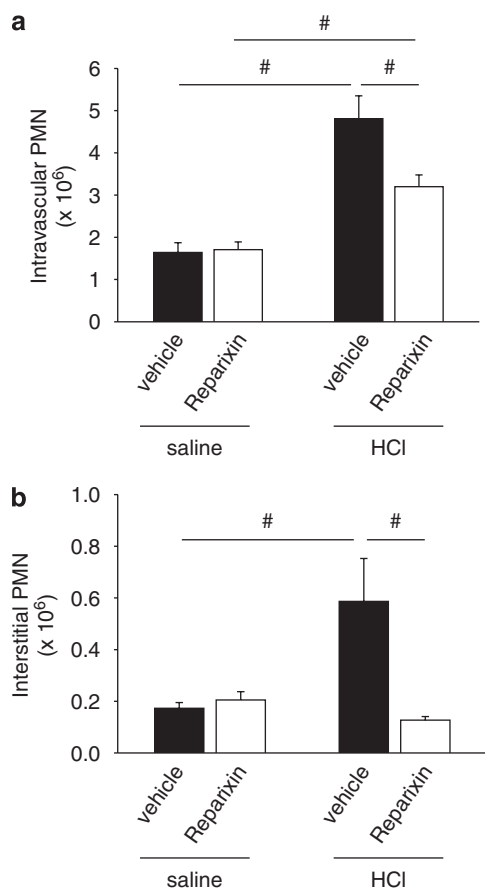 a
#
#
#
Intravascular PMN
(x 10⁶)
6
5
4
3
2
1
0
vehicle
Reparixin
vehicle
Reparixin
saline
HCl
b
#
#
Interstitial PMN
(x 10⁶)
1.0
0.8
0.6
0.4
0.2
0.0
vehicle
Reparixin
vehicle
Reparixin
saline
HCl